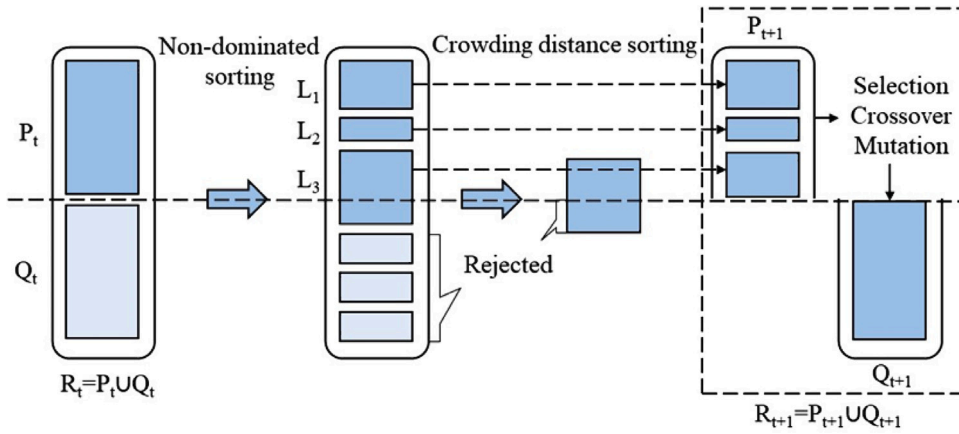 Non-dominated
sorting
Crowding distance sorting
P_{t+1}
P_t
Q_t
L_1
L_2
L_3
Rejected
Selection
Crossover
Mutation
Q_{t+1}
R_t=P_t∪Q_t
R_{t+1}=P_{t+1}∪Q_{t+1}